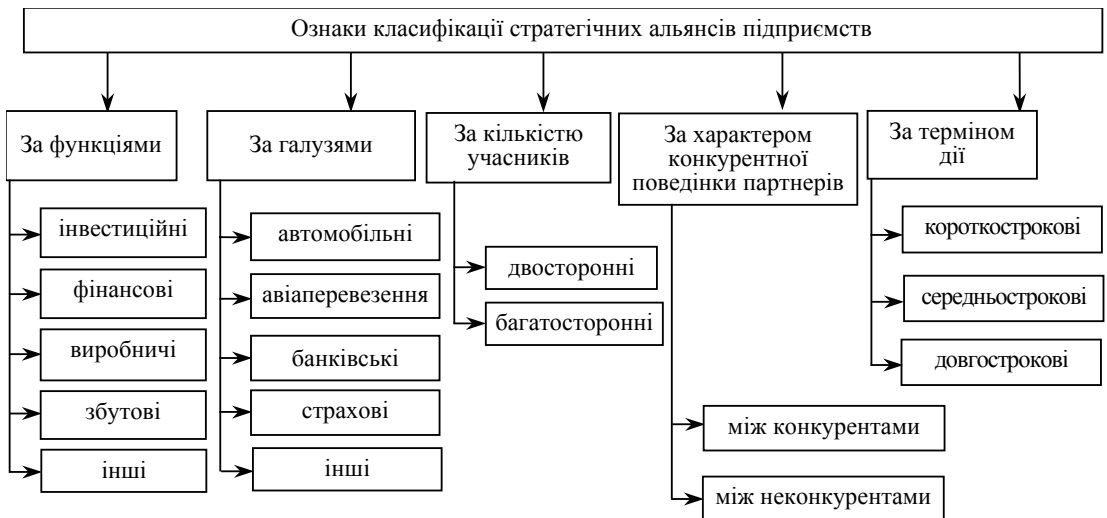 Ознаки класифікації стратегічних альянсів підприємств
За функціями
інвестиційні
фінансові
виробничі
збутові
інші
За галузями
автомобільні
авіаперевезення
банківські
страхові
інші
За кількістю
учасників
двосторонні
багатосторонні
За характером
конкурентної
поведінки партнерів
між конкурентами
між неконкурентами
За терміном
дії
короткострокові
середньострокові
довгострокові